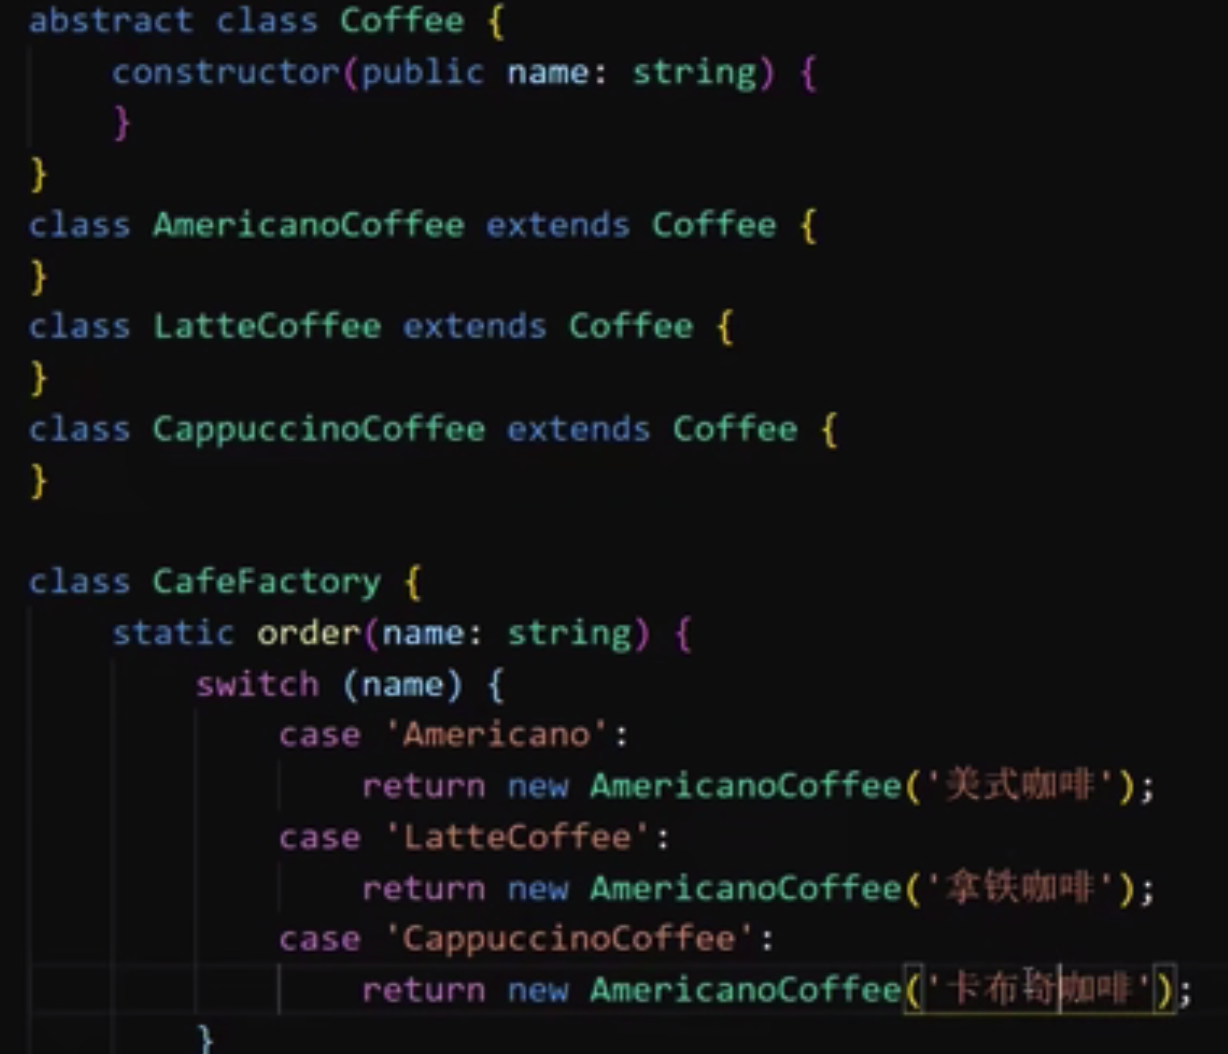 abstract class Coffee {
    constructor(public name: string) {
    }
}
class AmericanoCoffee extends Coffee {
}
class LatteCoffee extends Coffee {
}
class CappuccinoCoffee extends Coffee {
}
class CafeFactory {
    static order(name: string) {
        switch (name) {
            case 'Americano':
                return new AmericanoCoffee('美式咖啡');
            case 'LatteCoffee':
                return new AmericanoCoffee('拿铁咖啡');
            case 'CappuccinoCoffee':
                return new AmericanoCoffee('卡布奇咖啡');
        }